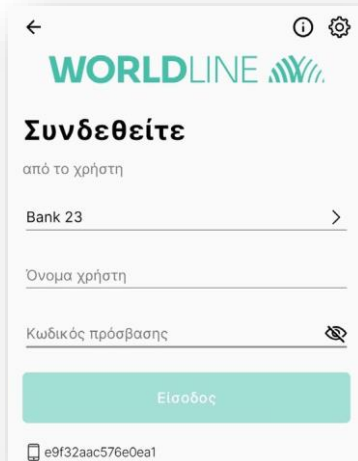 WORLDLINE
Συνδεθείτε
από το χρήστη
Bank 23
Όνομα χρήστη
Κωδικός πρόσβασης
Είσοδος
e9f32aac576e0ea1